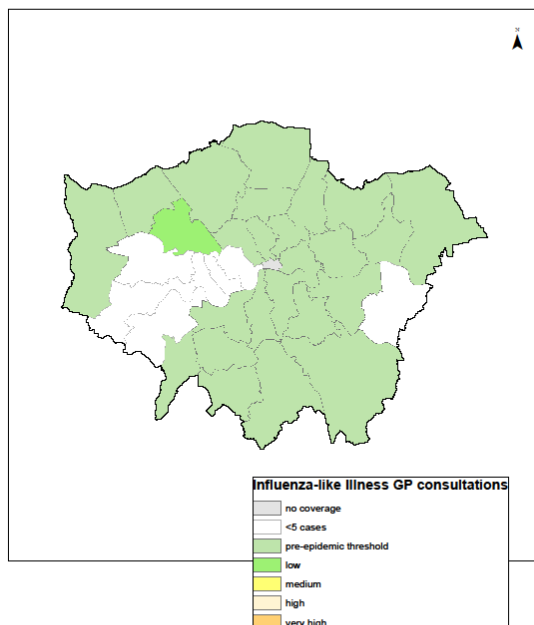 N
Influenza-like Illness GP consultations
no coverage
<5 cases
pre-epidemic threshold
low
medium
high
very high